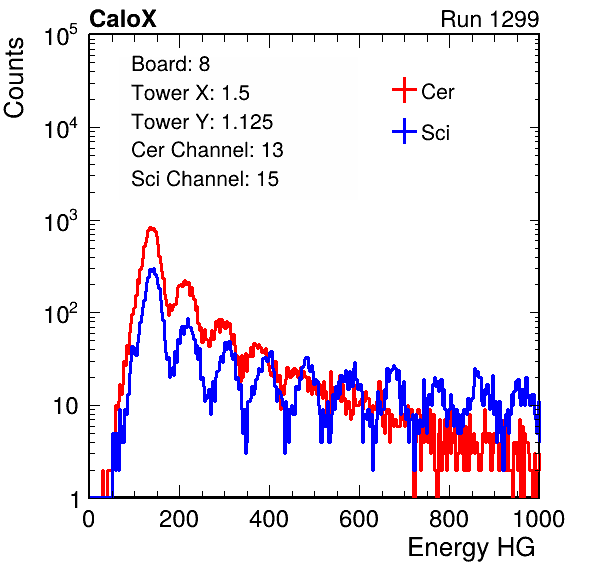 CaloX Run 1299
Counts
Board: 8
Tower X: 1.5
Tower Y: 1.125
Cer Channel: 13
Sci Channel: 15
Cer
Sci
10^5
10^4
10^3
10^2
10
1
0 200 400 600 800 1000
Energy HG